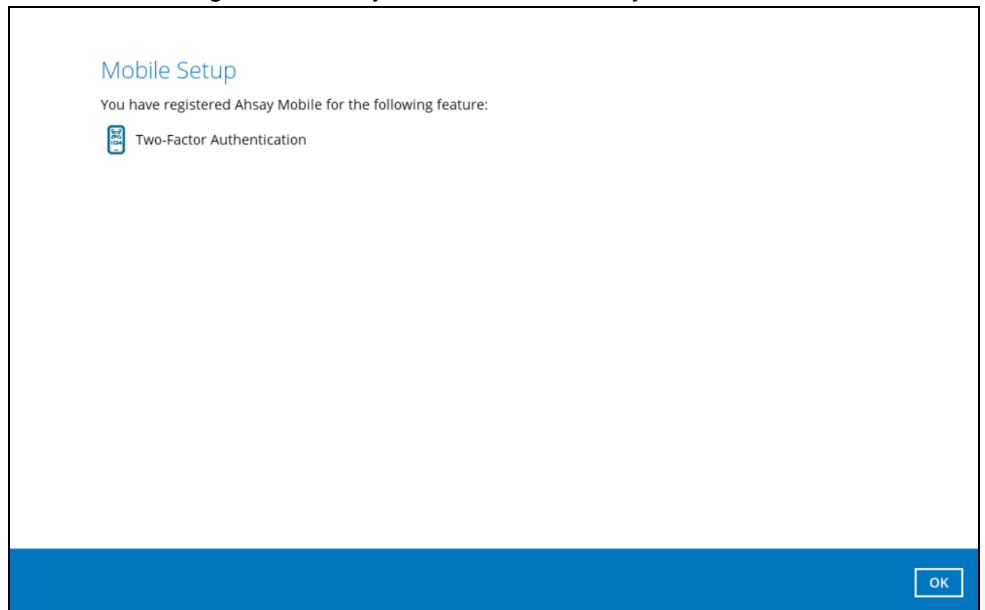 Mobile Setup
You have registered Ahsay Mobile for the following feature:
Two-Factor Authentication
OK